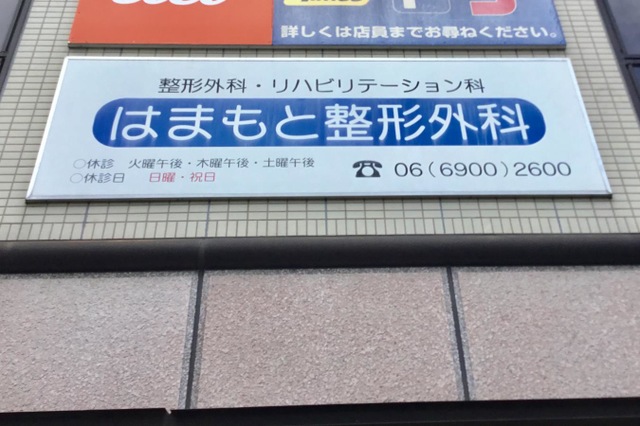 詳しくは店員までお尋ねください。
整形外科・リハビリテーション科
はまもと整形外科
○休診 火曜午後・木曜午後・土曜午後
○休診日 日曜・祝日
☎ 06(6900)2600